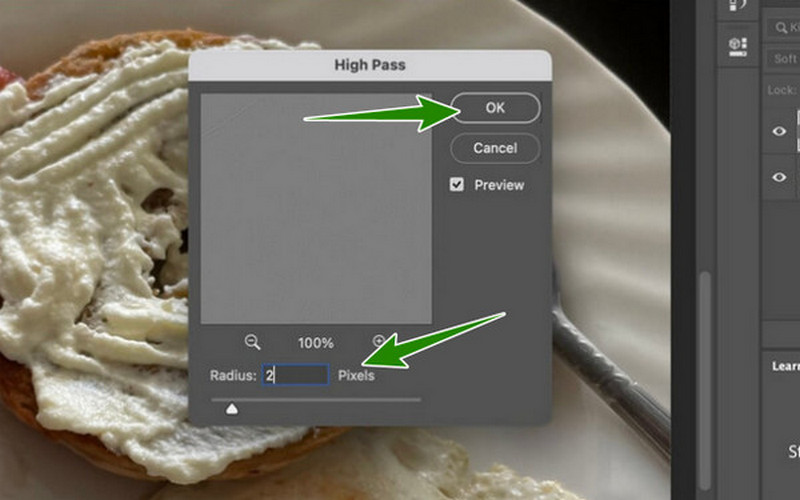 High Pass
OK
Cancel
Preview
100%
Radius: 2 Pixels
Soft
Lock:
Learn